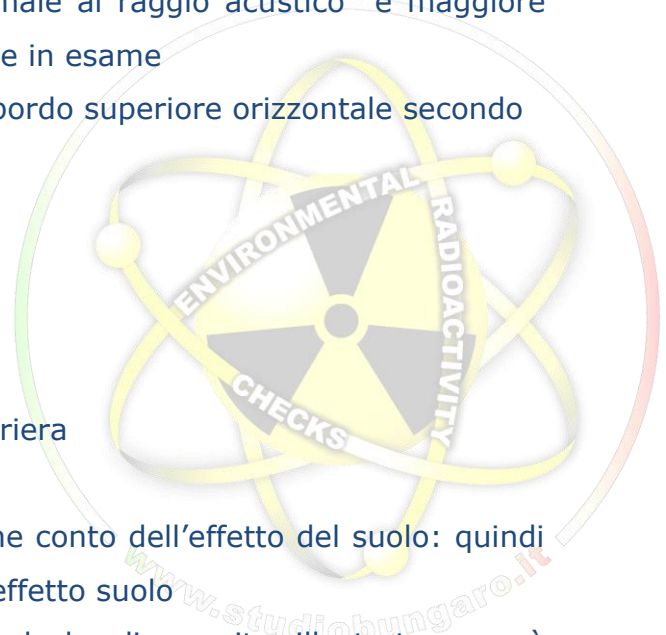 nale al raggio acustico è maggiore
e in esame
bordo superiore orizzontale secondo
ENVIRONMENTAL
RADIOACTIVITY
CHECKS
riera
ne conto dell'effetto del suolo: quindi
effetto suolo
www.studiobungaro.it